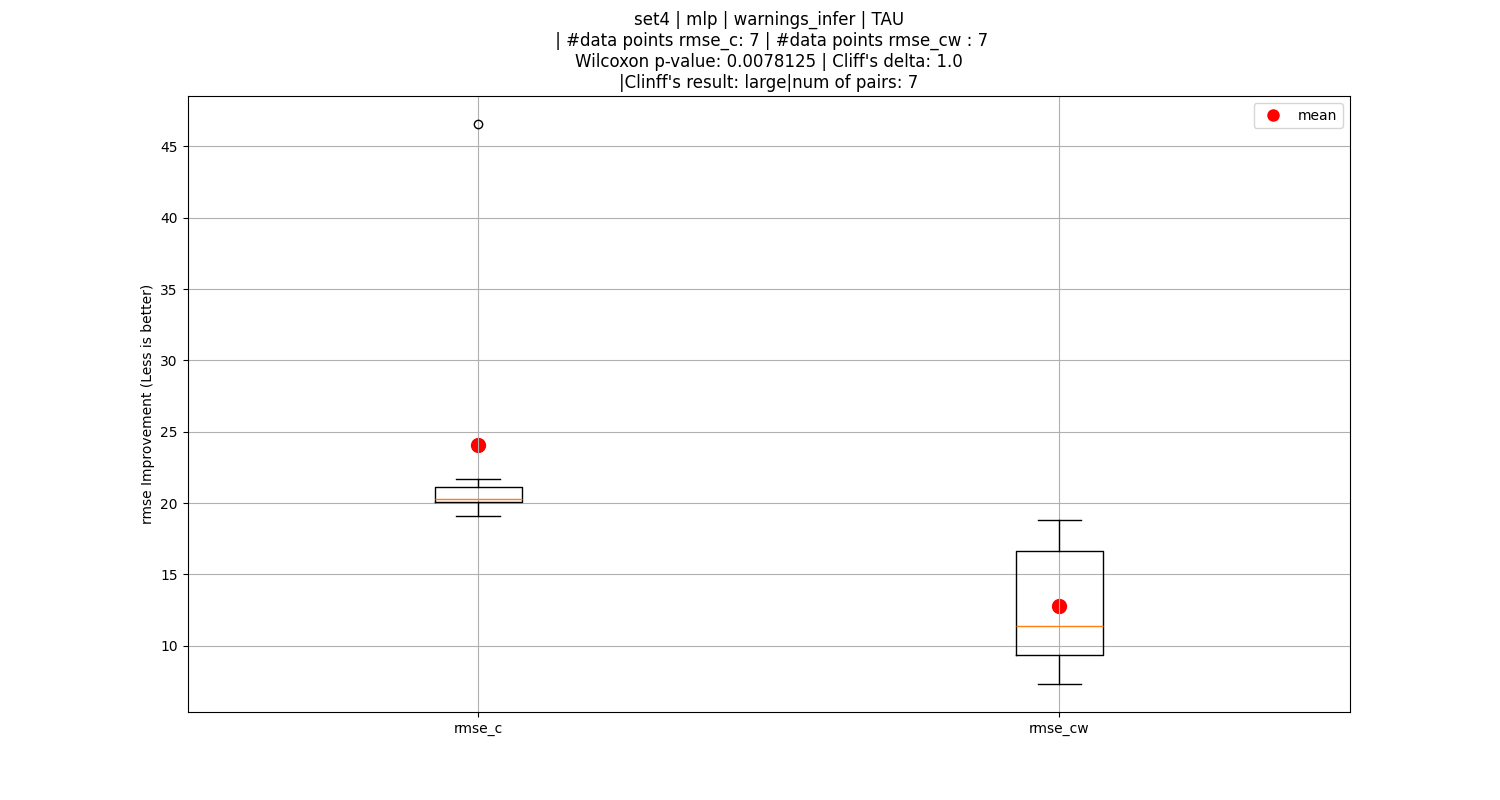 set4 | mlp | warnings_infer | TAU
| #data points rmse_c: 7 | #data points rmse_cw : 7
Wilcoxon p-value: 0.0078125 | Cliff's delta: 1.0
|Clinff's result: large|num of pairs: 7
mean
45
40
35
30
25
20
15
10
rmse Improvement (Less is better)
rmse_c
rmse_cw